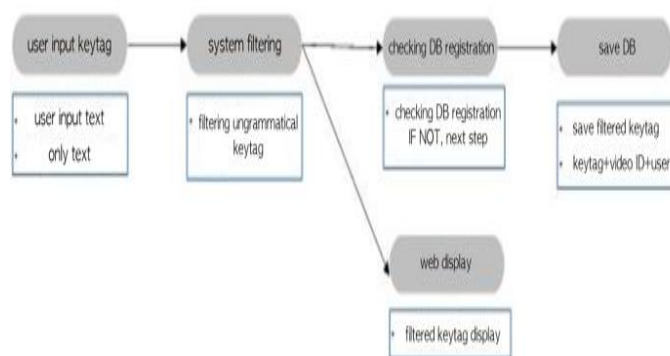 user input keytag
system filtering
checking DB registration
save DB
• user input text
• only text
• filtering ungrammatical
keytag
• checking DB registration
IF NOT, next step
• save filtered keytag
• keytag+video ID+user
web display
• filtered keytag display